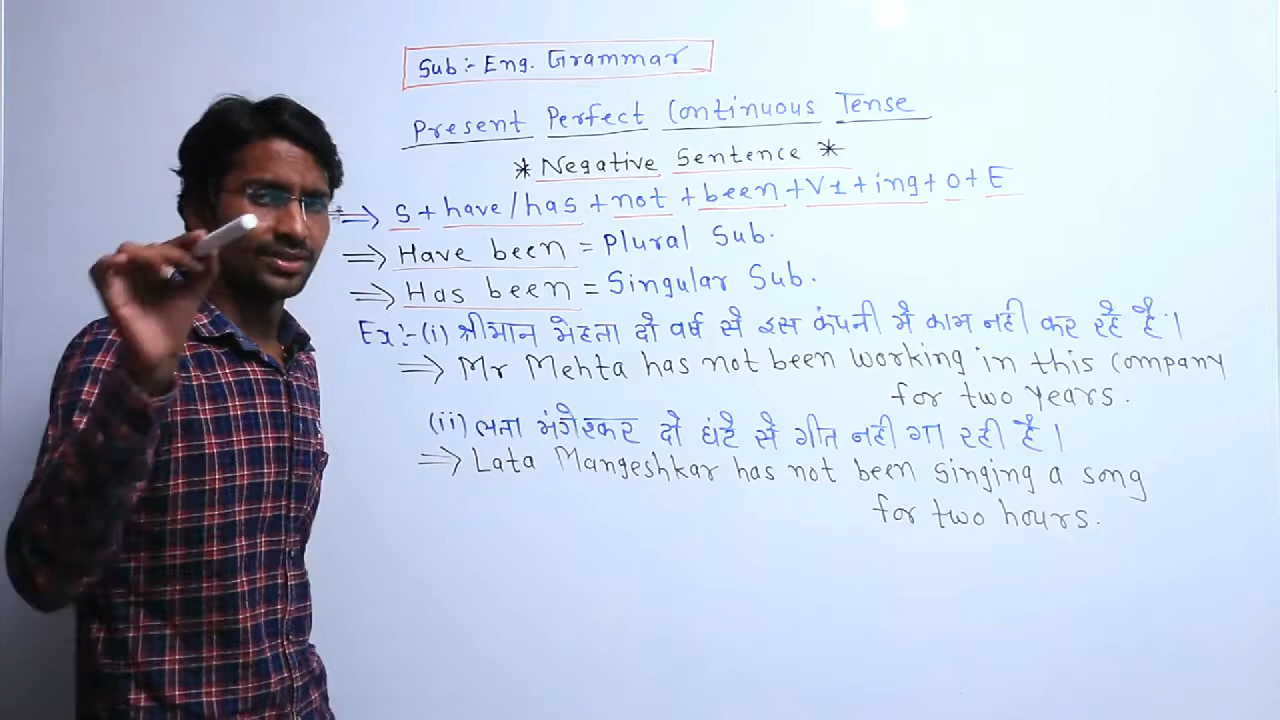 Sub:- Eng. Grammar
Present Perfect Continuous Tense
* Negative Sentence *
⇒ S + have/has + not + been + V1 + ing + O + E
⇒ Have been = Plural Sub.
⇒ Has been = Singular Sub.
Ex:- (i) श्रीमान मेहता दो वर्ष से इस कंपनी में काम नही कर रहे है।
⇒ Mr Mehta has not been working in this company
for two years.
(ii) लता मंगेश्कर दो घंटे से गीत नही गा रही है।
⇒ Lata Mangeshkar has not been singing a song
for two hours.